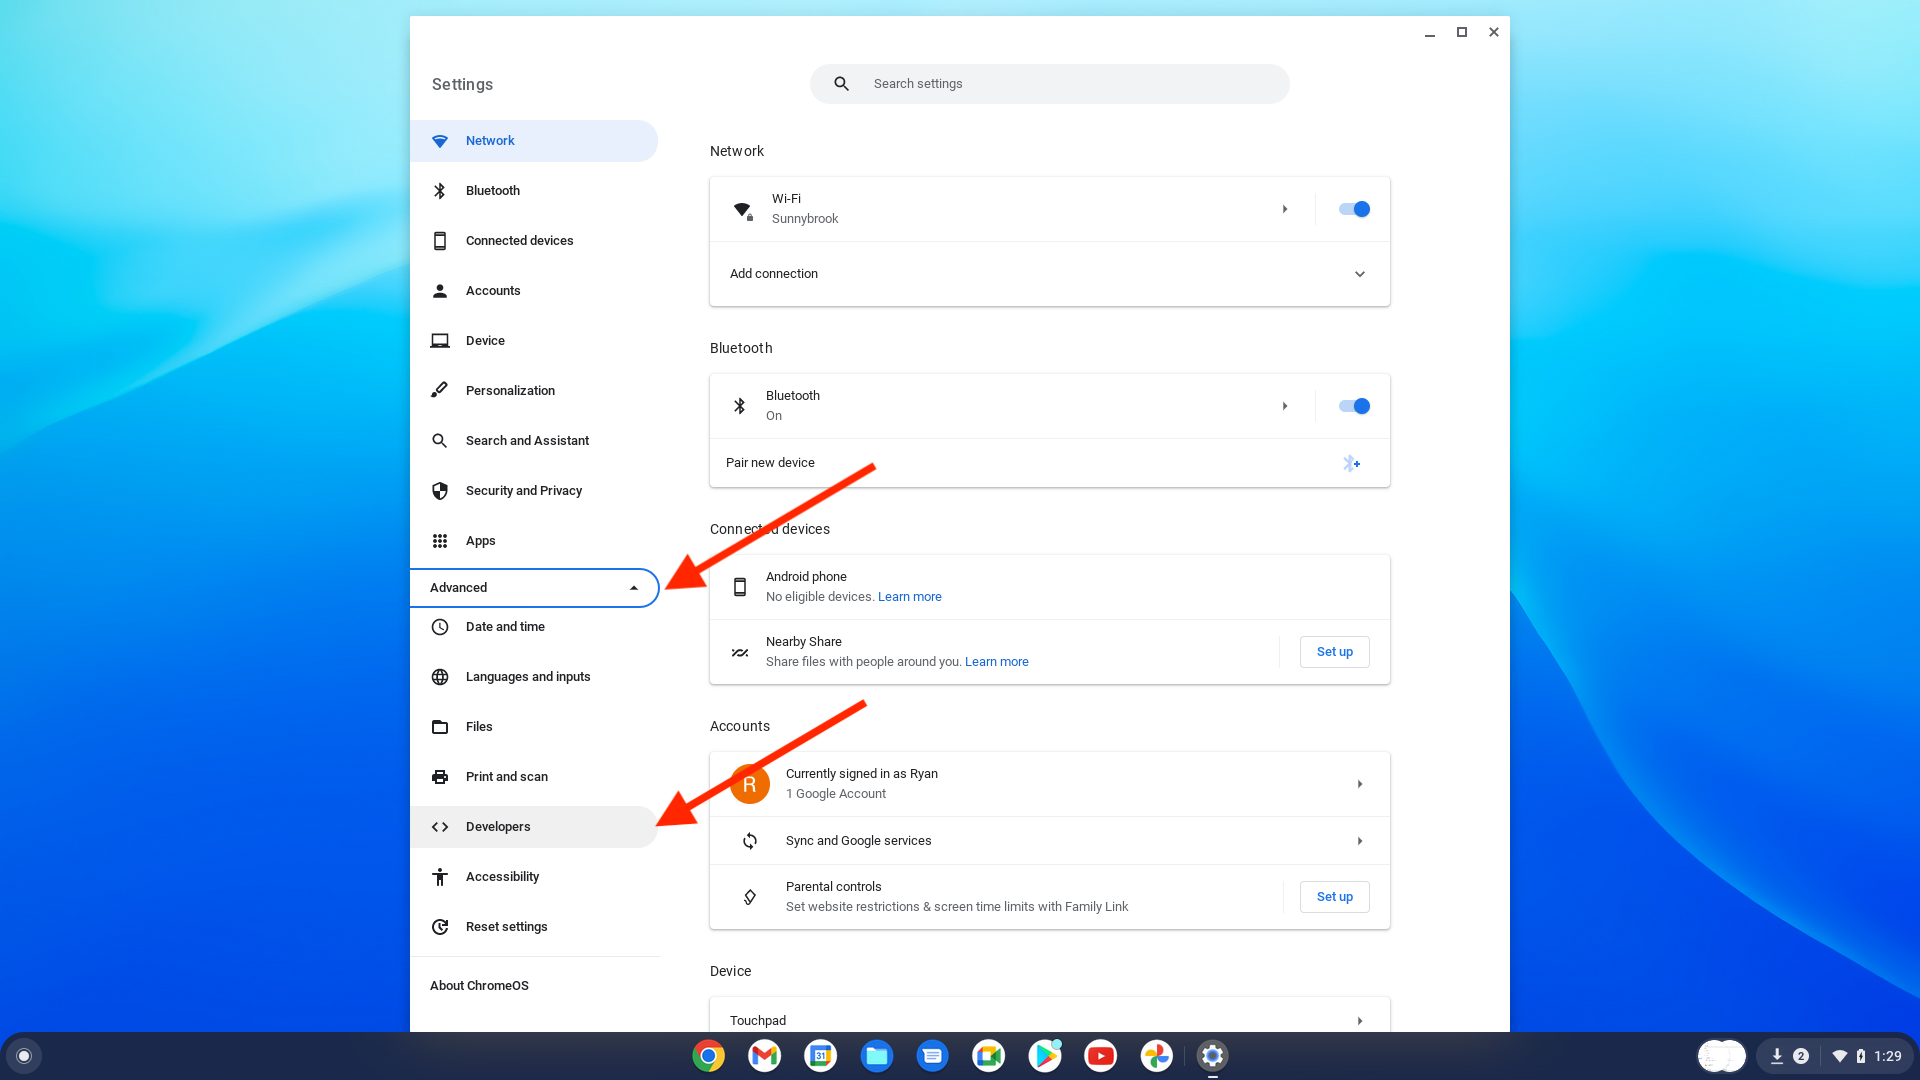 Settings
Search settings
Network
Bluetooth
Connected devices
Accounts
Device
Personalization
Search and Assistant
Security and Privacy
Apps
Advanced
Date and time
Languages and inputs
Files
Print and scan
Developers
Accessibility
Reset settings
About ChromeOS
Network
Wi-Fi
Sunnybrook
Add connection
Bluetooth
Bluetooth
On
Pair new device
Connected devices
Android phone
No eligible devices. Learn more
Nearby Share
Share files with people around you. Learn more
Set up
Accounts
R
Currently signed in as Ryan
1 Google Account
Sync and Google services
Parental controls
Set website restrictions & screen time limits with Family Link
Set up
Device
Touchpad
31
2
1:29